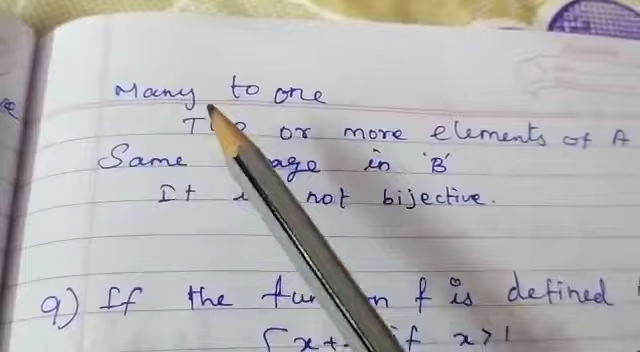 Many to one
or more elements of A
Same in 'B'
It not bijective.
9) If the f is defined
x+ if x>1